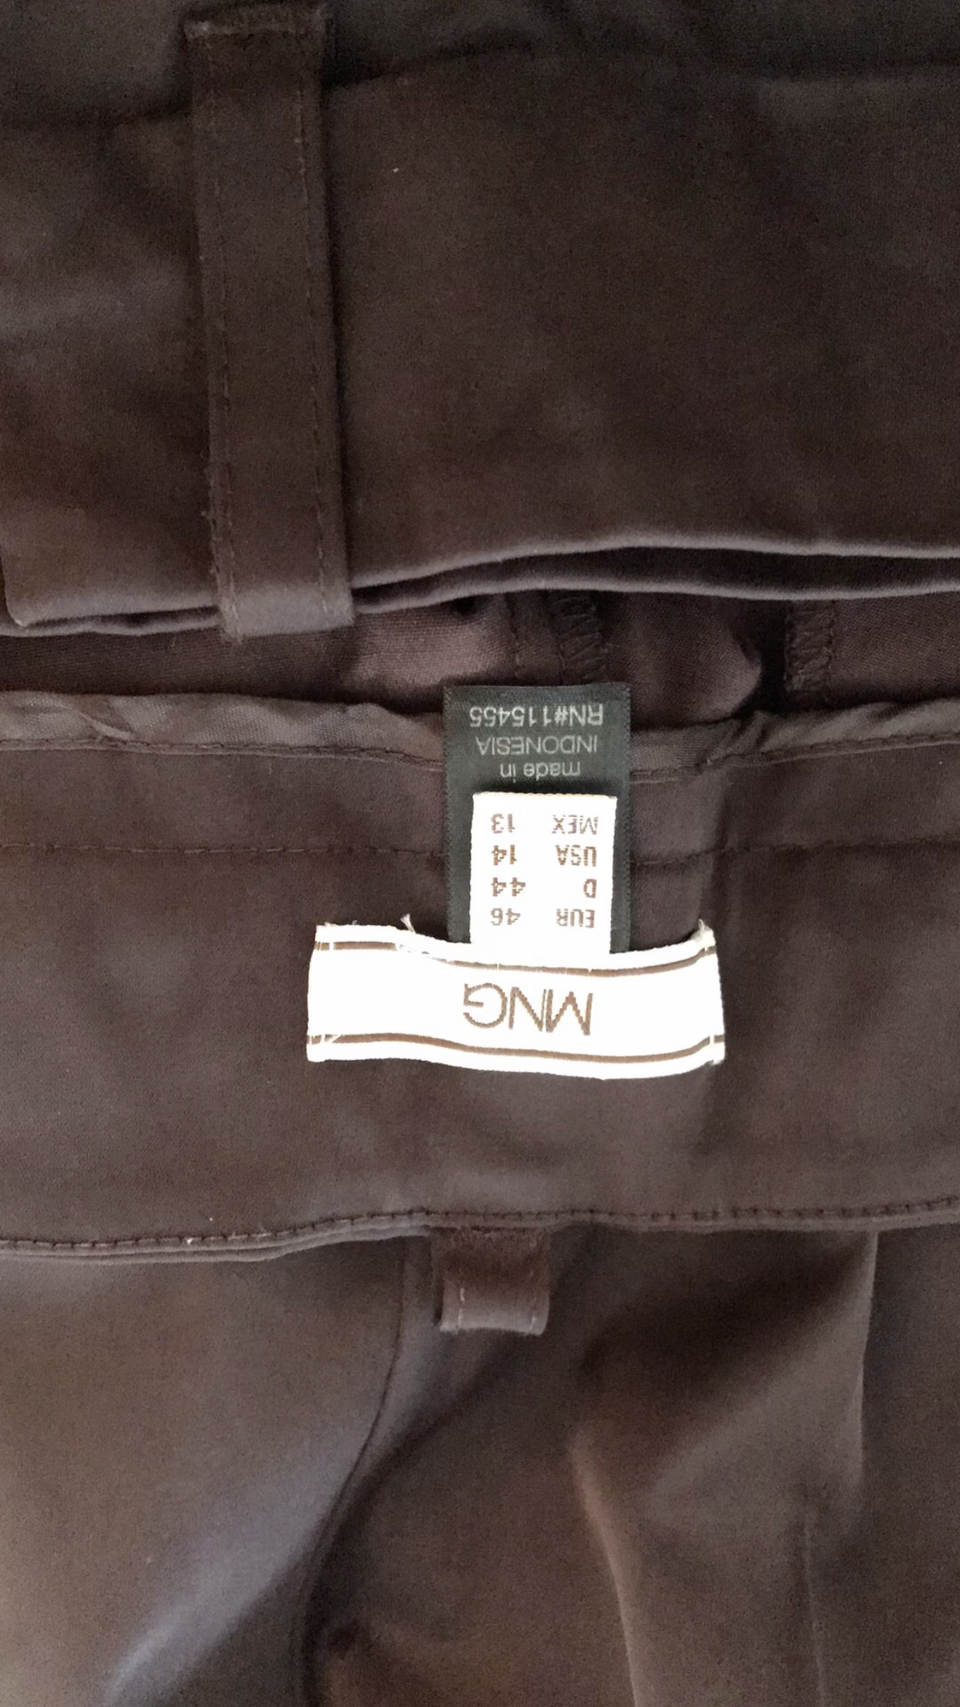 MNG
EUR 46
D 44
USA 14
MEX 13
made in
INDONESIA
RN#115455